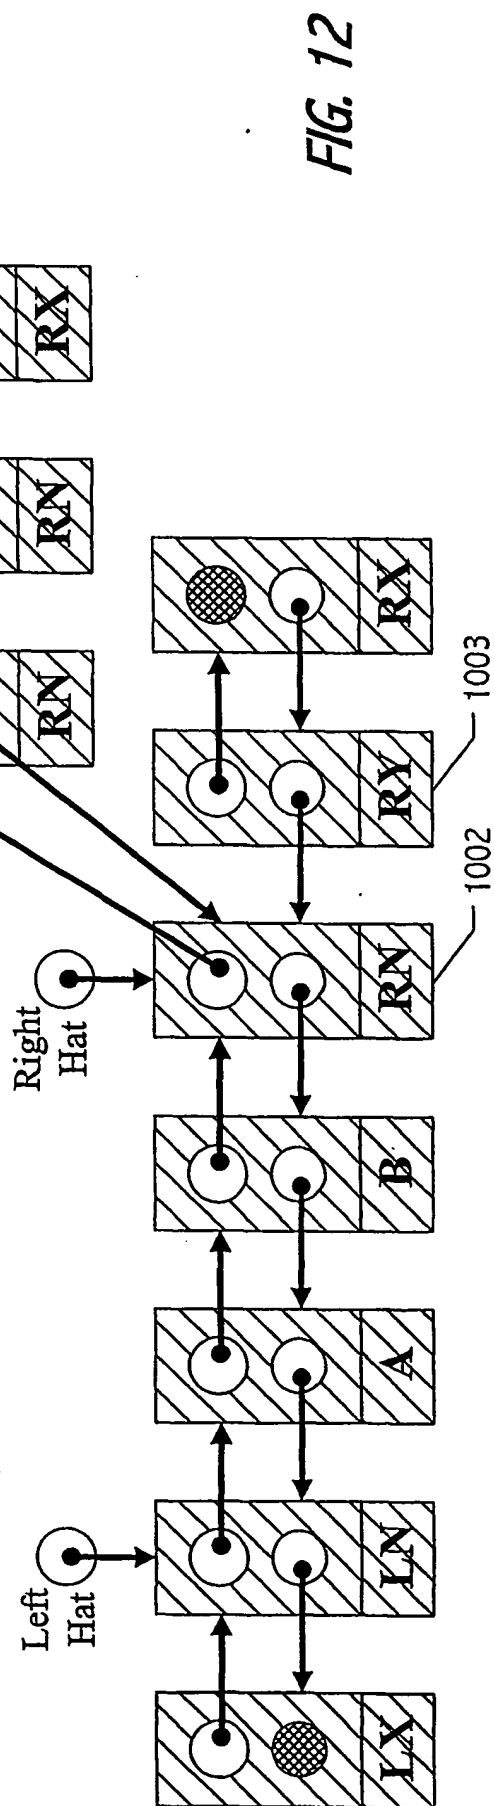 RN RN RX
Left
Hat
Right
Hat
LX LN A B RN RY RX
1002 1003
FIG. 12